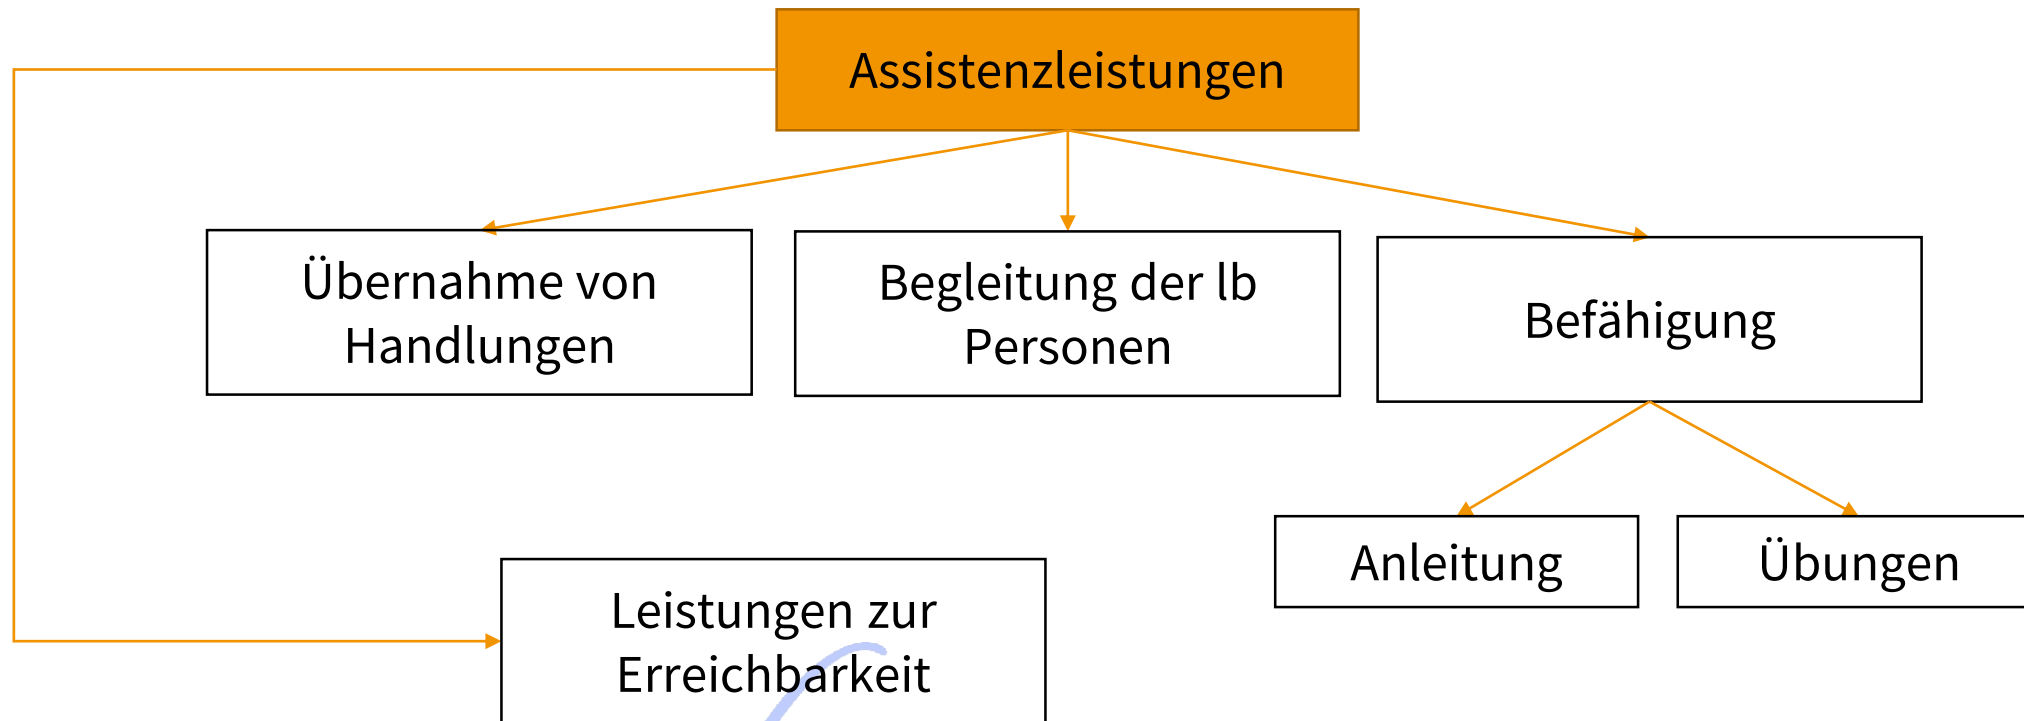 Assistenzleistungen
Übernahme von
Handlungen
Begleitung der lb
Personen
Befähigung
Anleitung
Übungen
Leistungen zur
Erreichbarkeit